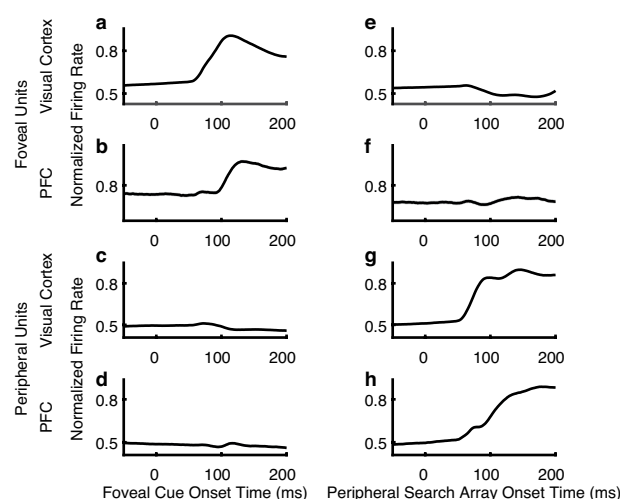 a
e
0.8
0.8
0.5
0.5
b
f
0.8
0.8
0 100 200
0 100 200
c
g
0.8
0.8
0.5
0.5
0 100 200
0 100 200
d
h
0.8
0.8
0.5
0.5
0 100 200
0 100 200
Foveal Units
Visual Cortex
PFC
Normalized Firing Rate
Peripheral Units
Visual Cortex
PFC
Normalized Firing Rate
Foveal Cue Onset Time (ms)
Peripheral Search Array Onset Time (ms)
0 100 200
0 100 200